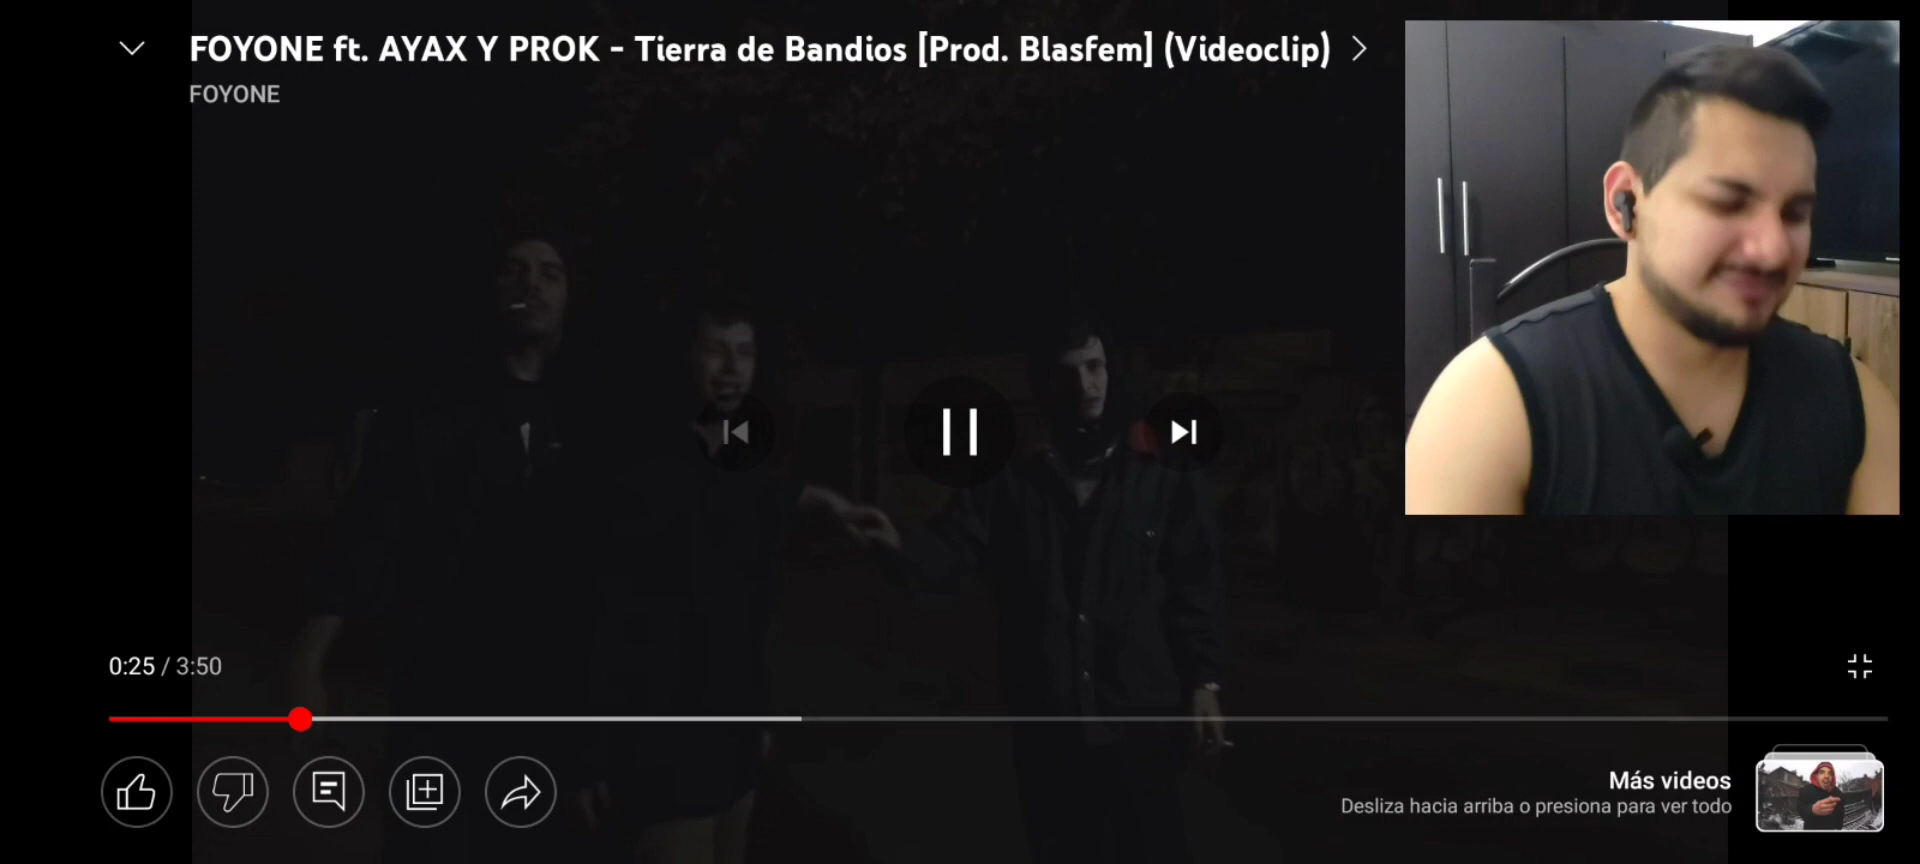 FOYONE ft. AYAX Y PROK - Tierra de Bandios [Prod. Blasfem] (Videoclip)
FOYONE
0:25 / 3:50
Más videos
Desliza hacia arriba o presiona para ver todo